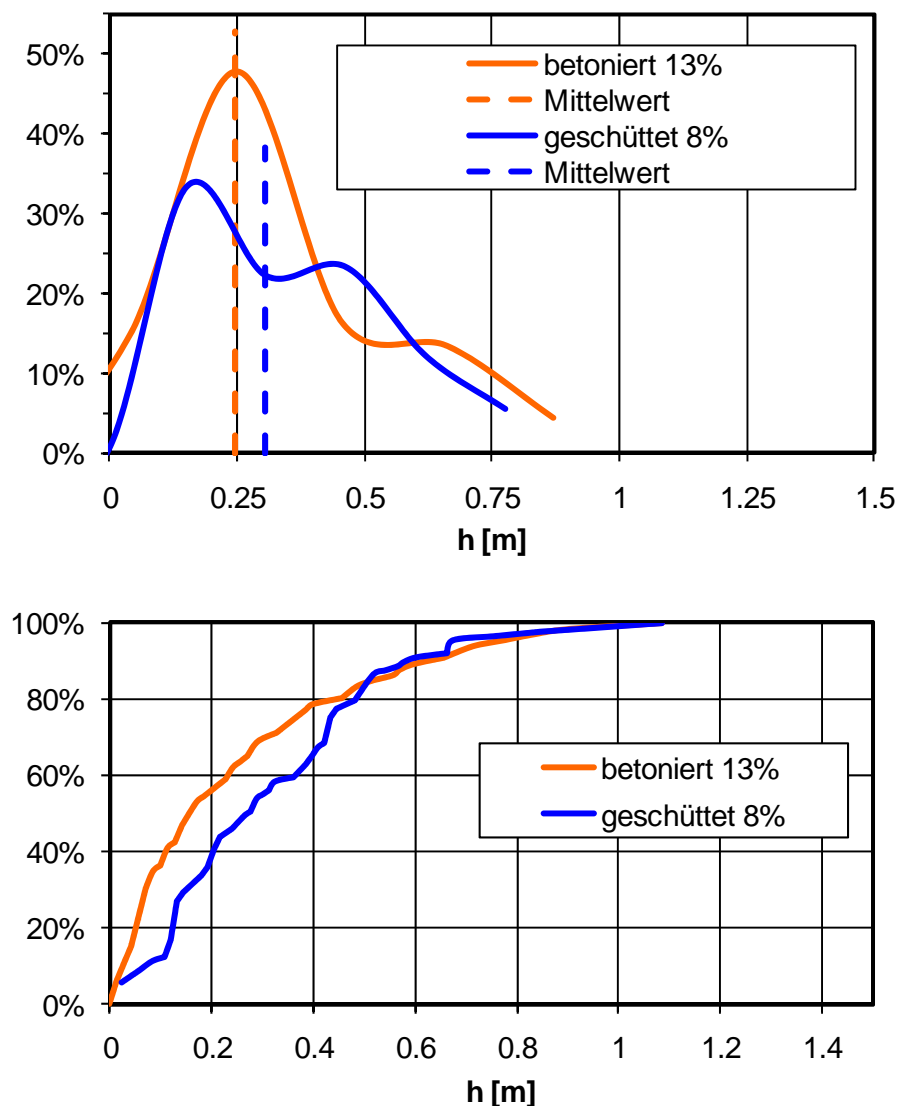 50%
40%
30%
20%
10%
0%
betoniert 13%
Mittelwert
geschüttet 8%
Mittelwert
0 0.25 0.5 0.75 1 1.25 1.5
h [m]
100%
80%
60%
40%
20%
0%
betoniert 13%
geschüttet 8%
0 0.2 0.4 0.6 0.8 1 1.2 1.4
h [m]